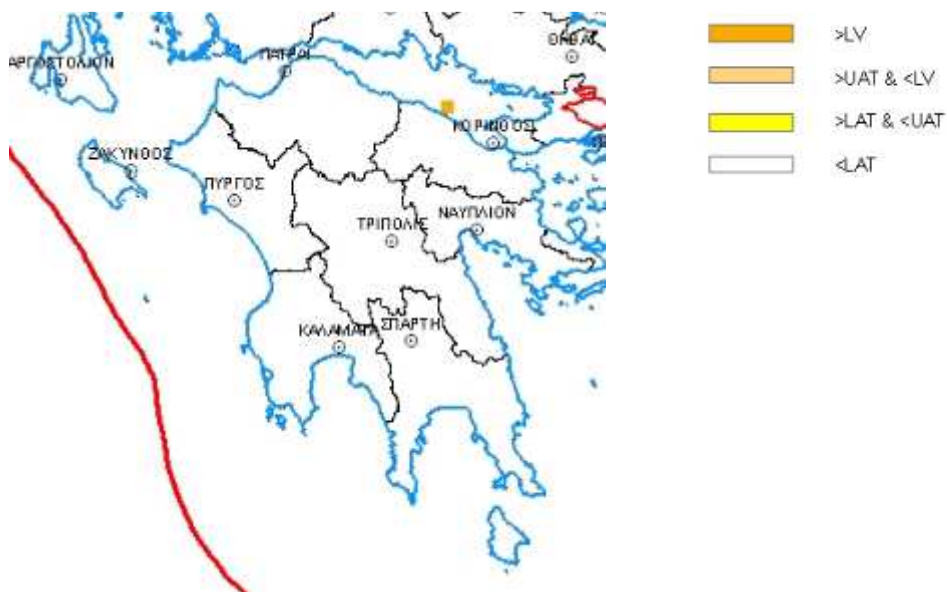 ΑΡΓΟΣΤΟΛΙΟΝ
ΠΑΤΡΑΙ
ΘΗΒΑΙ
ΚΟΡΙΝΘΟΣ
ΖΑΚΥΝΘΟΣ
ΠΥΡΓΟΣ
ΤΡΙΠΟΛΙΣ
ΝΑΥΠΛΙΟΝ
ΚΑΛΑΜΑΤΑ
ΣΠΑΡΤΗ
>LV
>UAT & <LV
>LAT & <UAT
<LAT